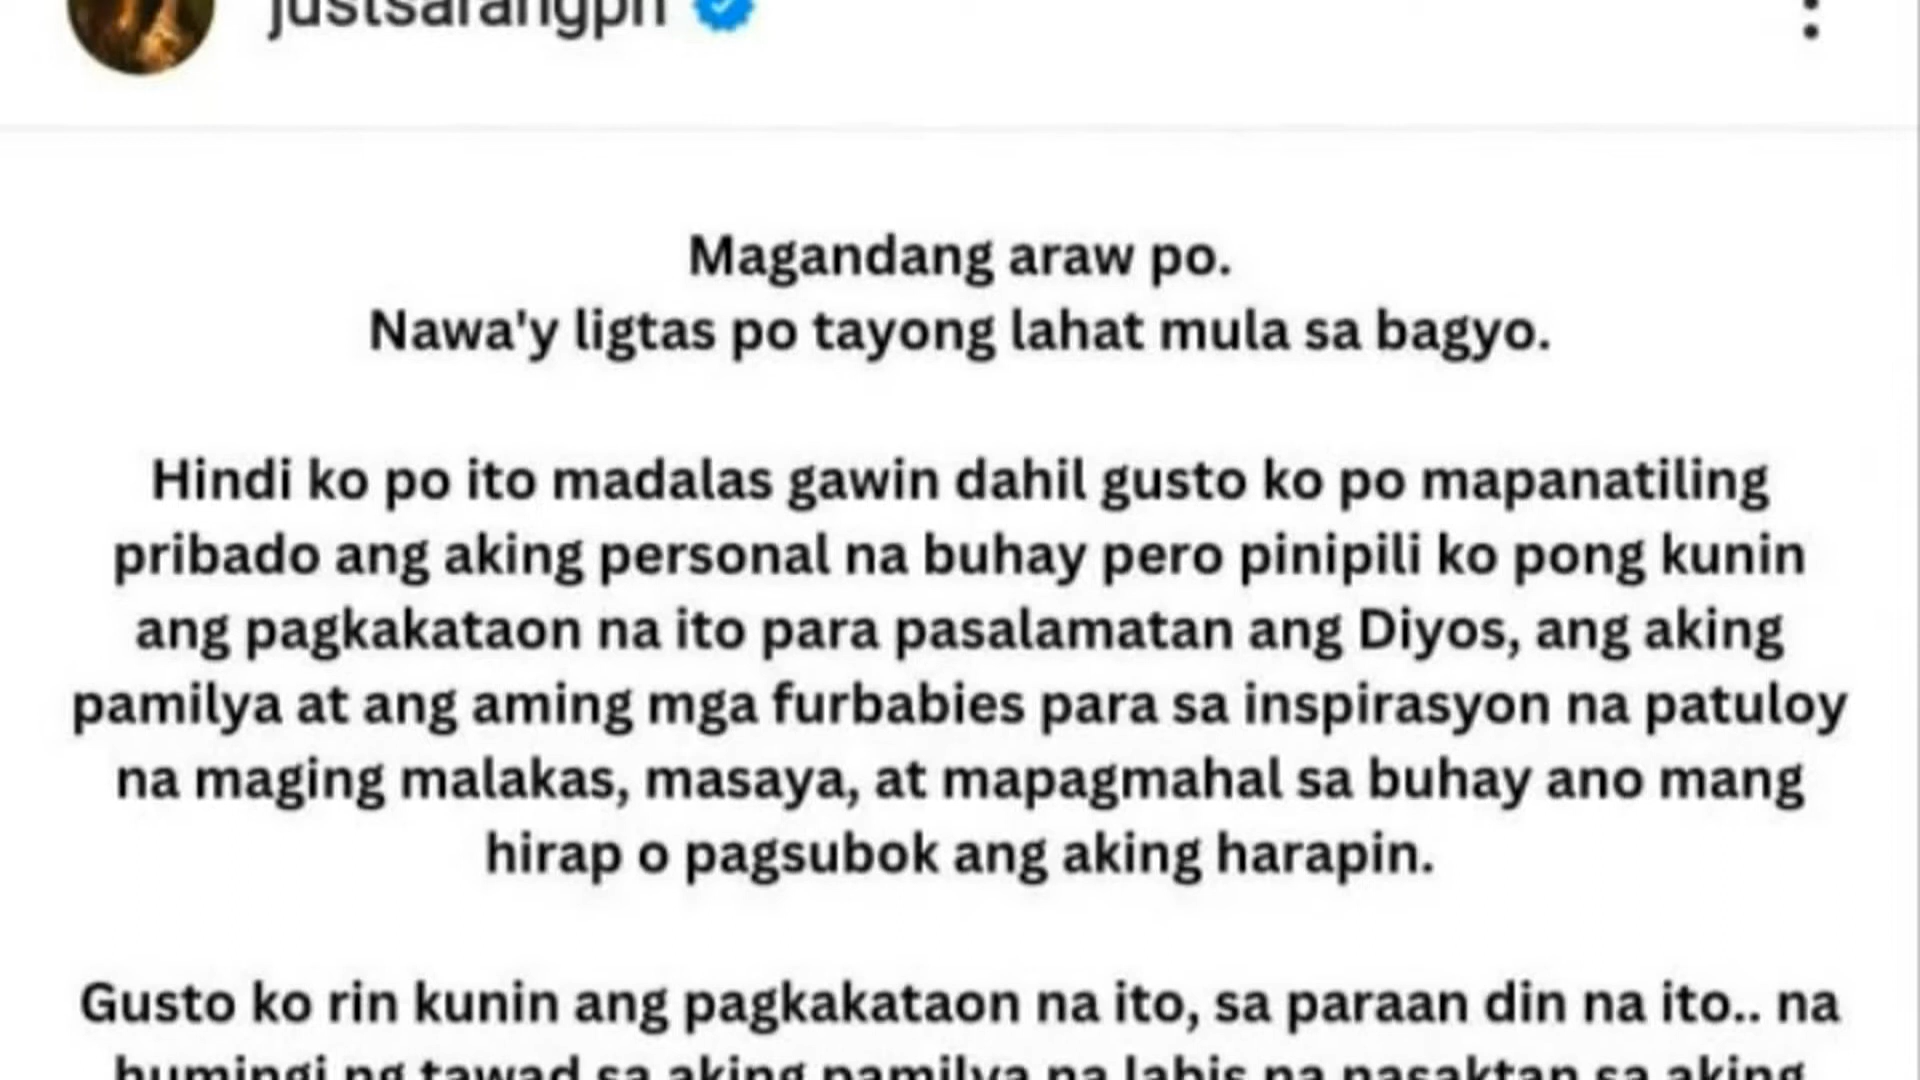 justsarangph
Magandang araw po.
Nawa'y ligtas po tayong lahat mula sa bagyo.
Hindi ko po ito madalas gawin dahil gusto ko po mapanatiling
pribado ang aking personal na buhay pero pinipili ko pong kunin
ang pagkakataon na ito para pasalamatan ang Diyos, ang aking
pamilya at ang aming mga furbabies para sa inspirasyon na patuloy
na maging malakas, masaya, at mapagmahal sa buhay ano mang
hirap o pagsubok ang aking harapin.
Gusto ko rin kunin ang pagkakataon na ito, sa paraan din na ito.. na
humingi ng tawad sa aking pamilya na labis na nasaktan sa aking